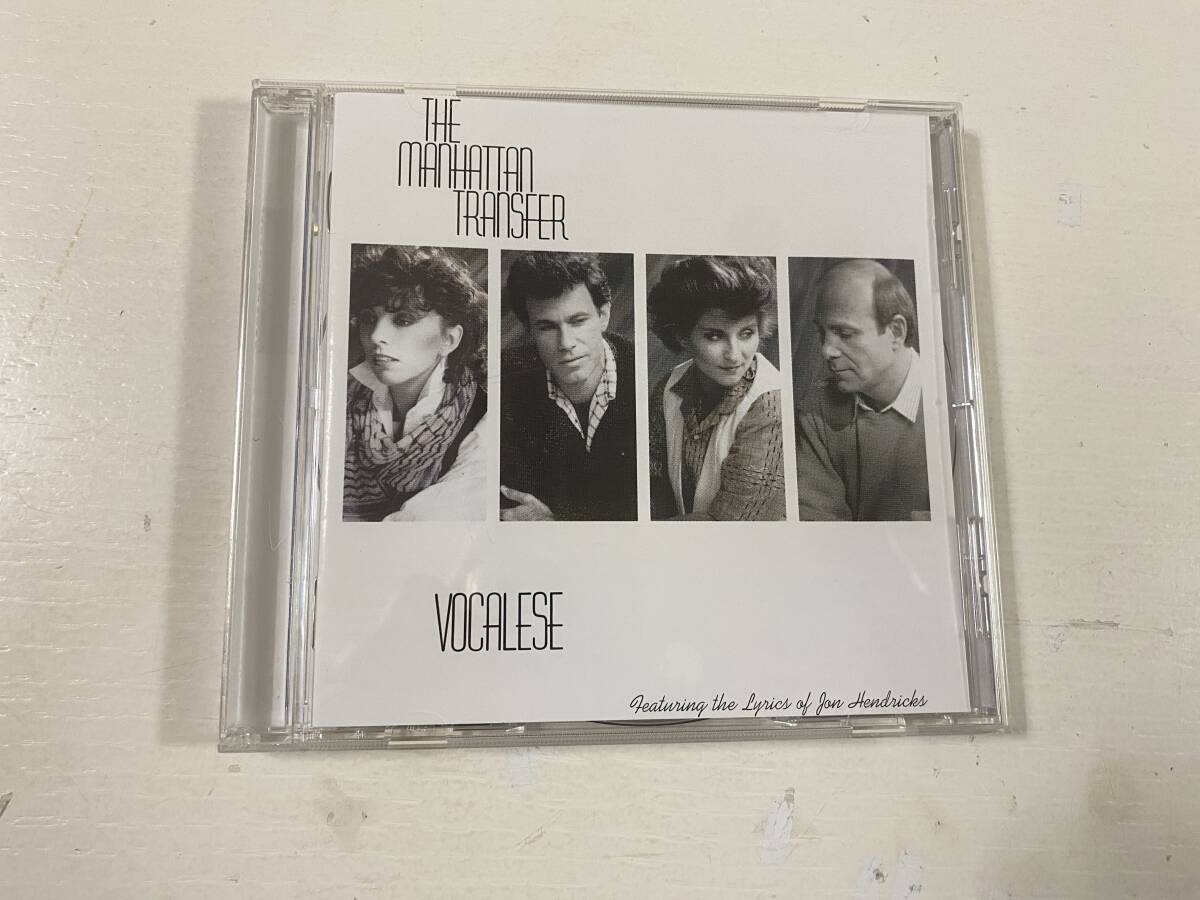 THE
MANHATTAN
TRANSFER
VOCALESE
Featuring the Lyrics of Jon Hendricks